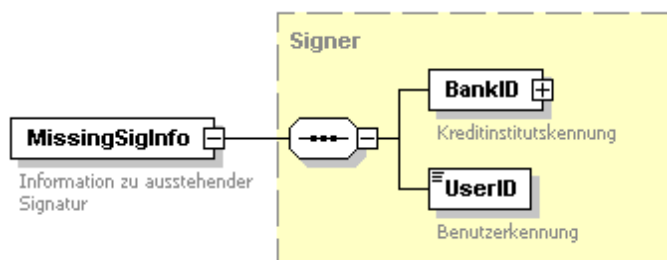 Signer
BankID
Kreditinstitutskennung
MissingSigInfo
Information zu ausstehender
Signatur
UserID
Benutzerkennung